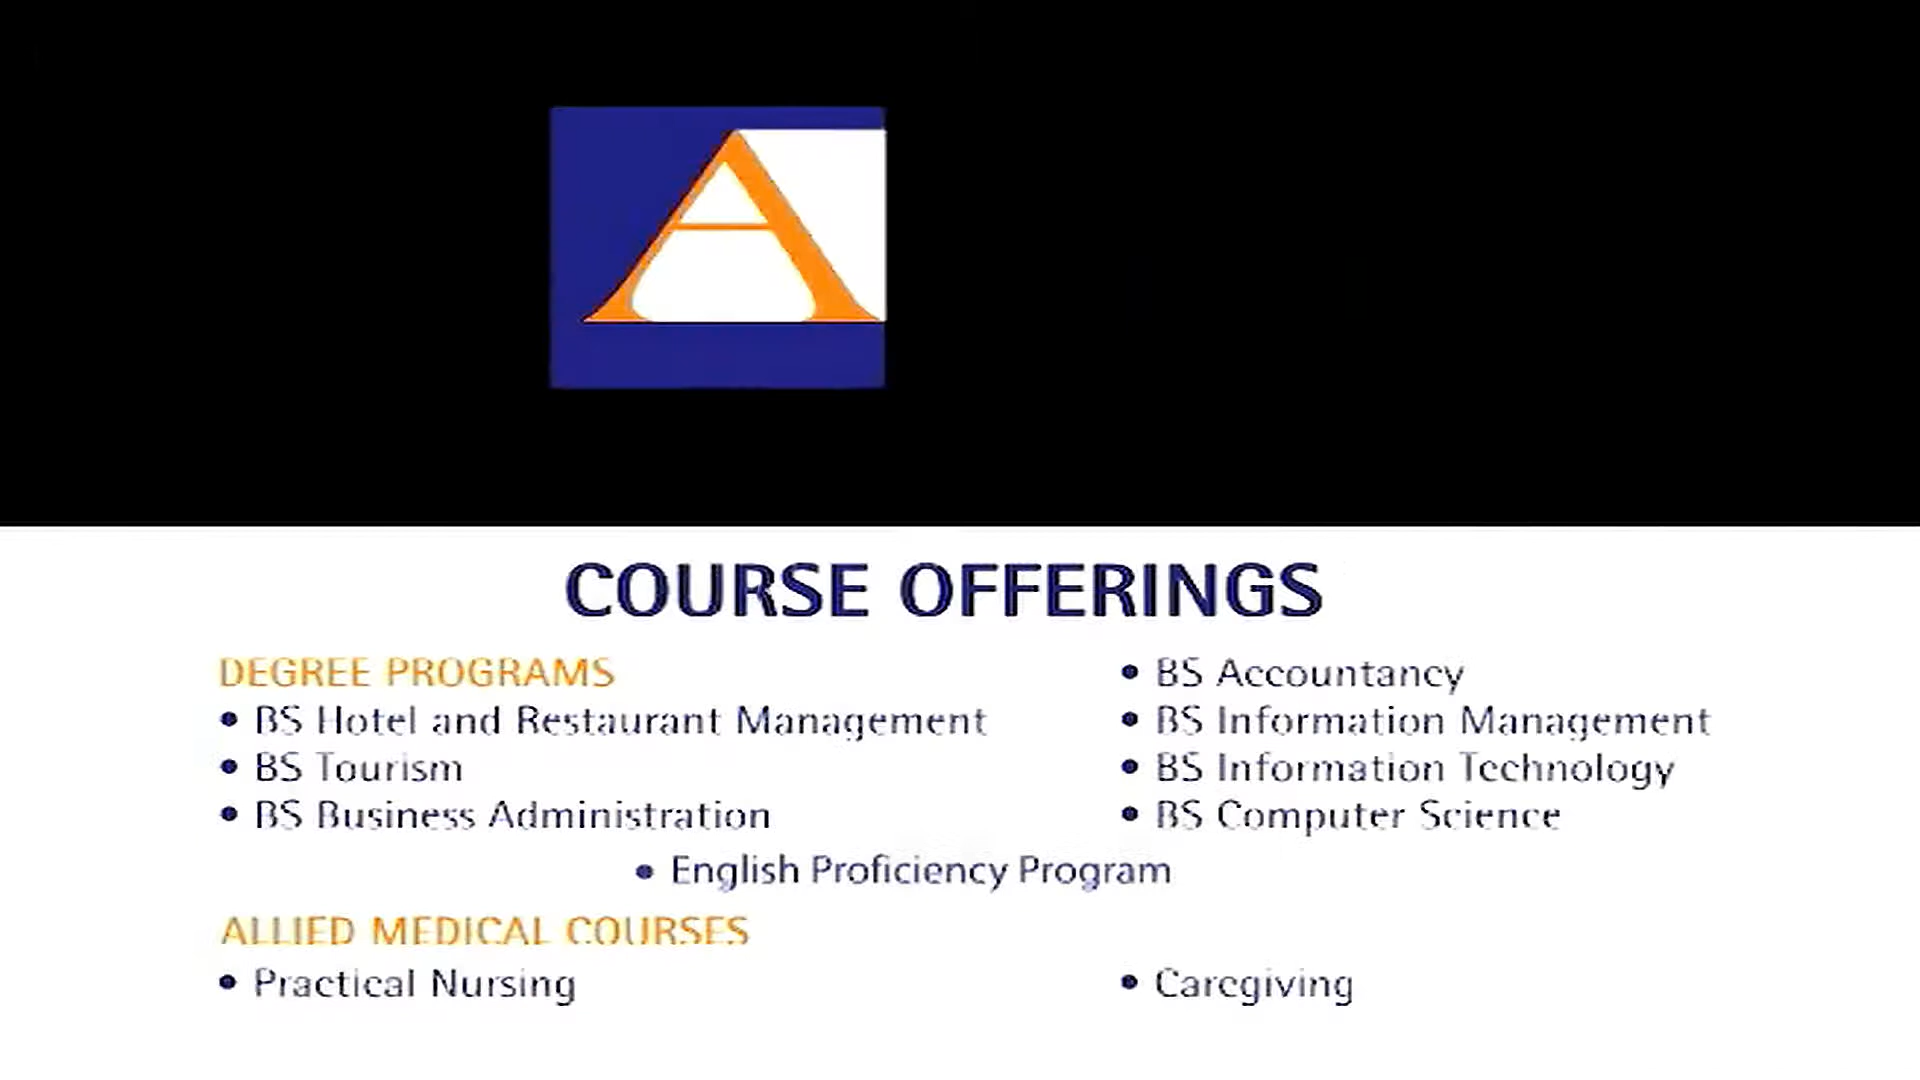 A
COURSE OFFERINGS
DEGREE PROGRAMS
• BS Hotel and Restaurant Management
• BS Tourism
• BS Business Administration
• BS Accountancy
• BS Information Management
• BS Information Technology
• BS Computer Science
• English Proficiency Program
ALLIED MEDICAL COURSES
• Practical Nursing
• Caregiving